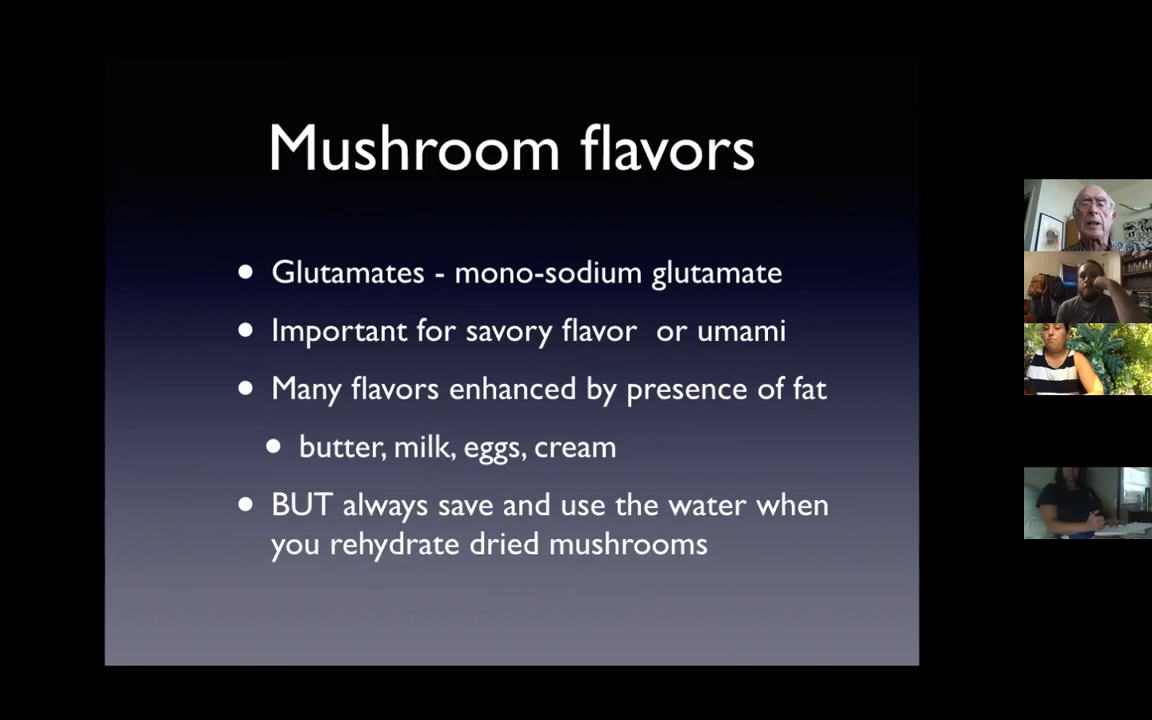 Mushroom flavors
• Glutamates - mono-sodium glutamate
• Important for savory flavor or umami
• Many flavors enhanced by presence of fat
• butter, milk, eggs, cream
• BUT always save and use the water when
you rehydrate dried mushrooms